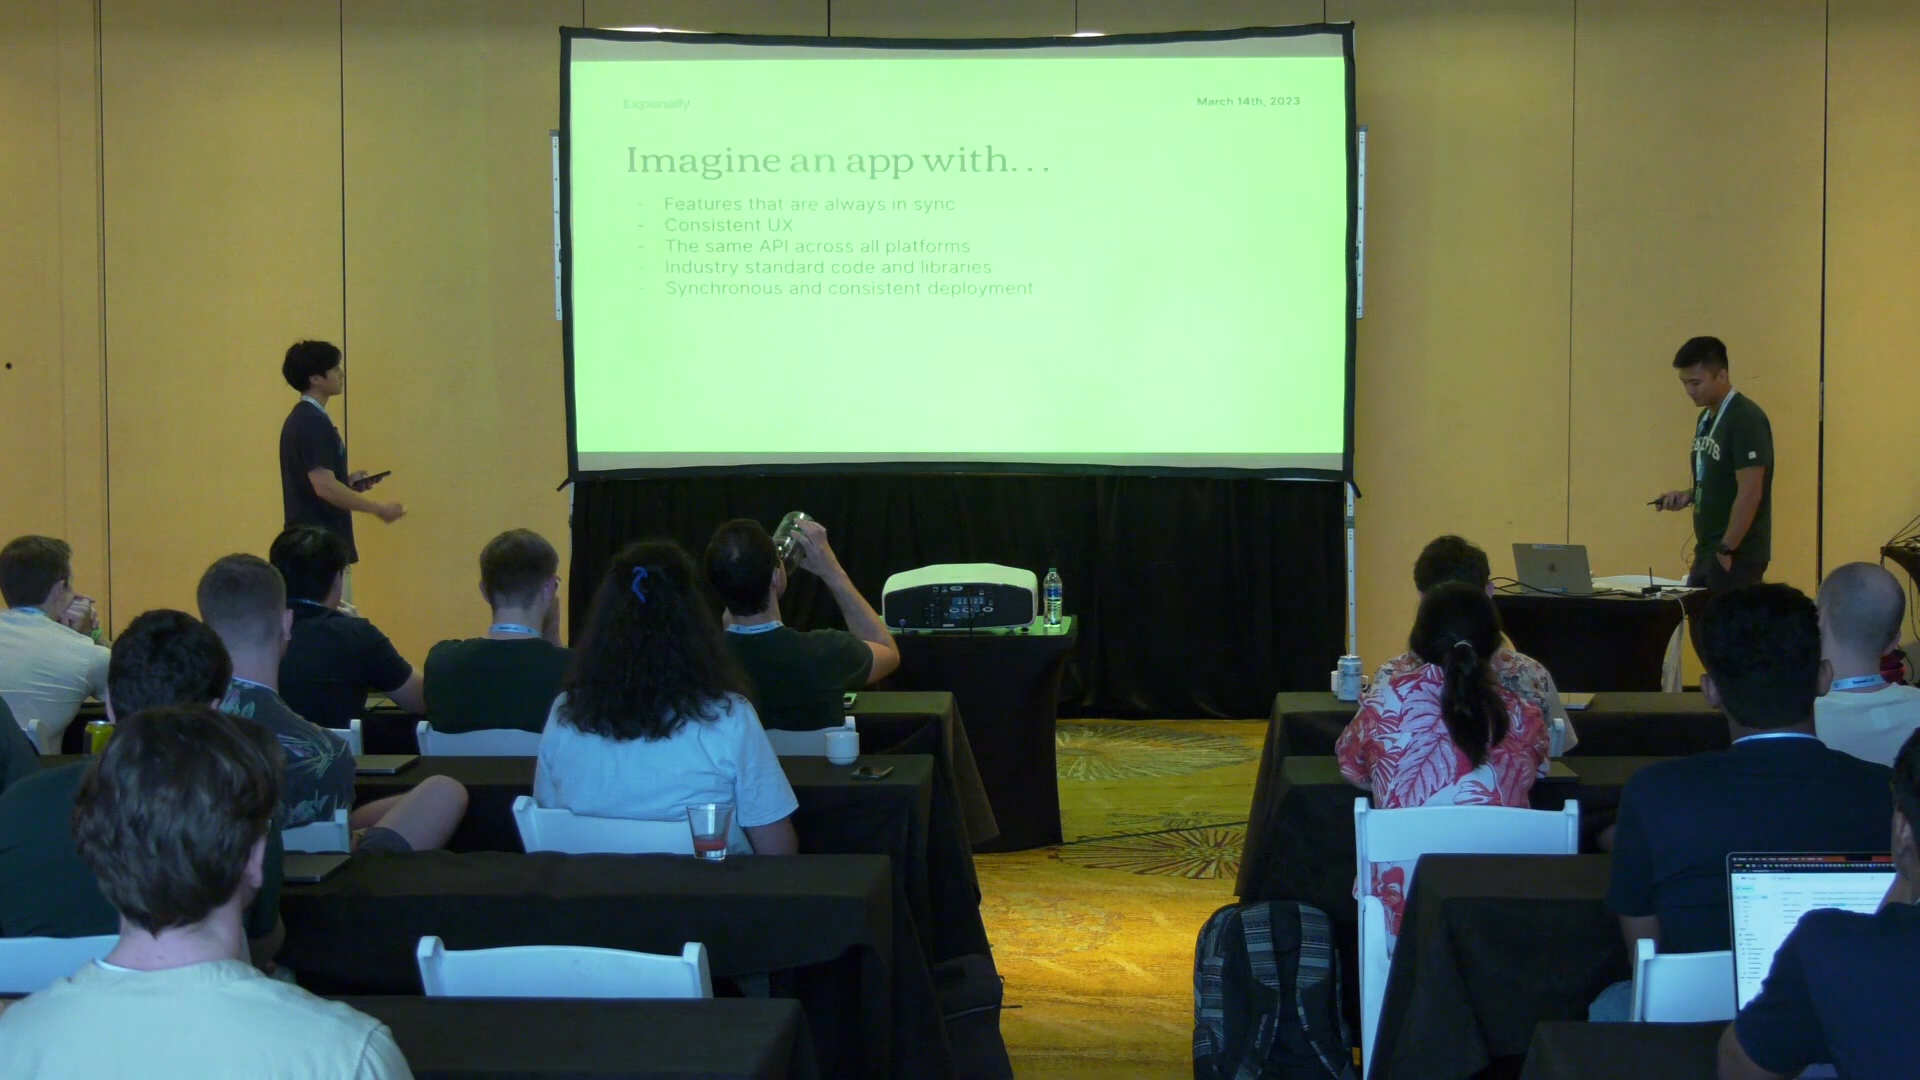 Expensify
March 14th, 2023
Imagine an app with...
- Features that are always in sync
- Consistent UX
- The same API across all platforms
- Industry standard code and libraries
- Synchronous and consistent deployment